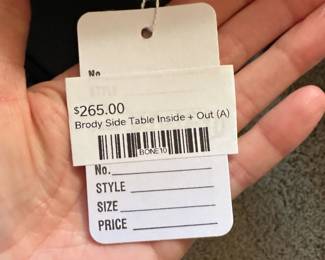 No.
STYLE
$265.00
Brody Side Table Inside + Out (A)
BONE10
No.
STYLE
SIZE
PRICE